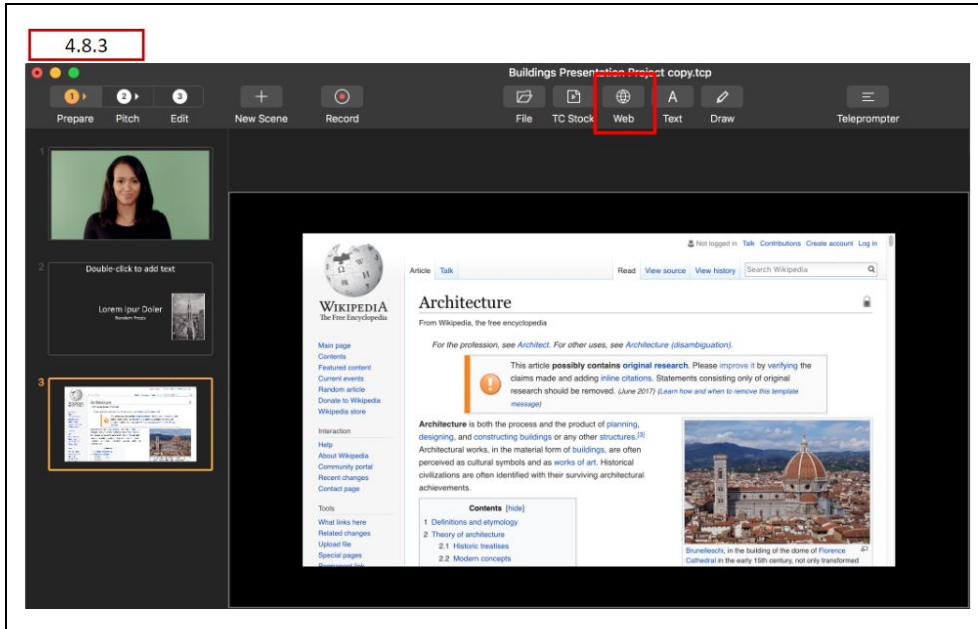 4.8.3
Buildings Presentation Project copy.tcp
1 2 3
Prepare Pitch Edit New Scene Record File TC Stock Web Text Draw Teleprompter
1
2
Double-click to add text
Lorem Ipur Doler
3
WIKIPEDIA
The Free Encyclopedia
Main page
Contents
Featured content
Current events
Random article
Donate to Wikipedia
Wikipedia store
Interaction
Help
About Wikipedia
Community portal
Recent changes
Contact page
Tools
What links here
Related changes
Upload file
Special pages
Not logged in Talk Contributions Create account Log in
Article Talk Read View source View history Search Wikipedia
Architecture
From Wikipedia, the free encyclopedia
For the profession, see Architect. For other uses, see Architecture (disambiguation).
This article possibly contains original research. Please improve it by verifying the
claims made and adding inline citations. Statements consisting only of original
research should be removed. (June 2017) (Learn how and when to remove this template
message)
Architecture is both the process and the product of planning,
designing, and constructing buildings or any other structures.[3]
Architectural works, in the material form of buildings, are often
perceived as cultural symbols and as works of art. Historical
civilizations are often identified with their surviving architectural
achievements.
Contents [hide]
1 Definitions and etymology
2 Theory of architecture
2.1 Historic treatises
2.2 Modern concepts
Brunelleschi, in the building of the dome of Florence
Cathedral in the early 15th century, not only transformed